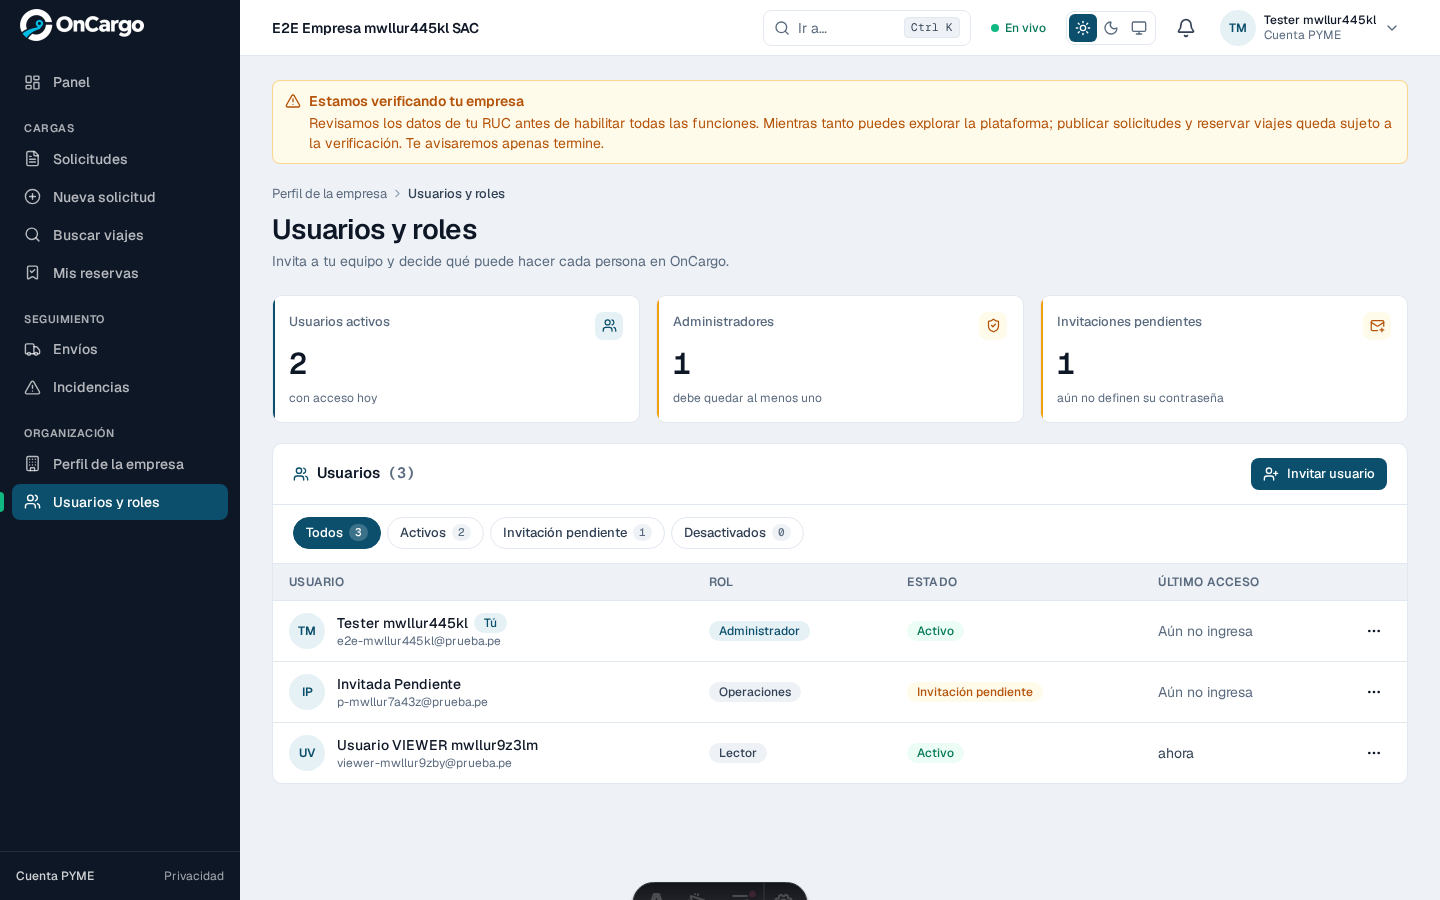 OnCargo
Panel
CARGAS
Solicitudes
Nueva solicitud
Buscar viajes
Mis reservas
SEGUIMIENTO
Envíos
Incidencias
ORGANIZACIÓN
Perfil de la empresa
Usuarios y roles
Cuenta PYME
Privacidad
E2E Empresa mwllur445kl SAC
Ir a...
Ctrl K
En vivo
TM
Tester mwllur445kl
Cuenta PYME
Estamos verificando tu empresa
Revisamos los datos de tu RUC antes de habilitar todas las funciones. Mientras tanto puedes explorar la plataforma; publicar solicitudes y reservar viajes queda sujeto a
la verificación. Te avisaremos apenas termine.
Perfil de la empresa > Usuarios y roles
Usuarios y roles
Invita a tu equipo y decide qué puede hacer cada persona en OnCargo.
Usuarios activos
2
con acceso hoy
Administradores
1
debe quedar al menos uno
Invitaciones pendientes
1
aún no definen su contraseña
Usuarios (3)
Invitar usuario
Todos 3
Activos 2
Invitación pendiente 1
Desactivados 0
USUARIO ROL ESTADO ÚLTIMO ACCESO
TM Tester mwllur445kl Tú
e2e-mwllur445kl@prueba.pe
Administrador
Activo
Aún no ingresa
IP Invitada Pendiente
p-mwllur7a43z@prueba.pe
Operaciones
Invitación pendiente
Aún no ingresa
UV Usuario VIEWER mwllur9z3lm
viewer-mwllur9zby@prueba.pe
Lector
Activo
ahora